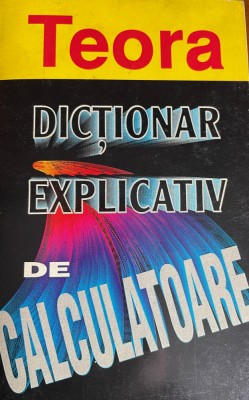 Teora
DICȚIONAR
EXPLICATIV
DE
CALCULATOARE